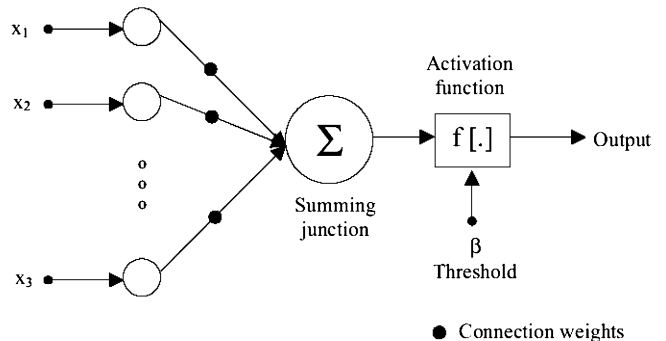 x1
x2
x3
Σ
Summing
junction
Activation
function
f [.]
Output
β
Threshold
Connection weights